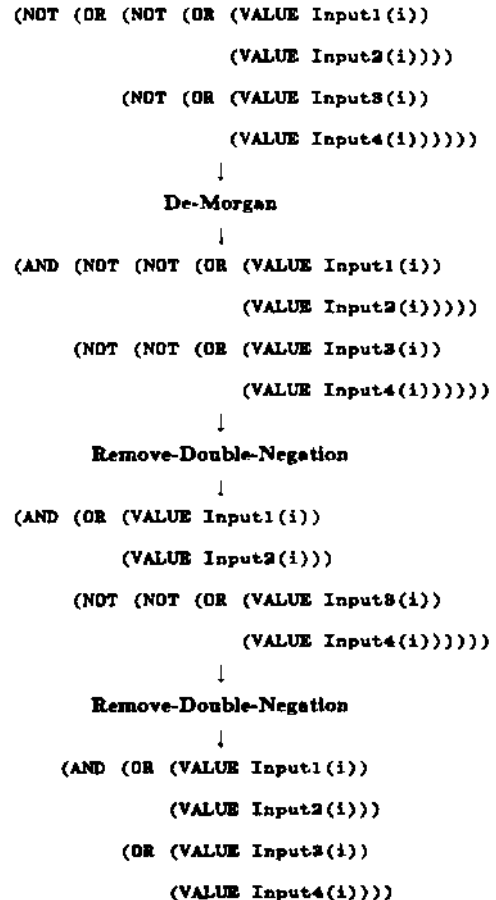 (NOT (OR (NOT (OR (VALUE Input1(i))
(VALUE Input2(i))))
(NOT (OR (VALUE Input3(i))
(VALUE Input4(i))))))
↓
De-Morgan
↓
(AND (NOT (NOT (OR (VALUE Input1(i))
(VALUE Input2(i)))))
(NOT (NOT (OR (VALUE Input3(i))
(VALUE Input4(i))))))
↓
Remove-Double-Negation
↓
(AND (OR (VALUE Input1(i))
(VALUE Input2(i)))
(NOT (NOT (OR (VALUE Input3(i))
(VALUE Input4(i))))))
↓
Remove-Double-Negation
↓
(AND (OR (VALUE Input1(i))
(VALUE Input2(i)))
(OR (VALUE Input3(i))
(VALUE Input4(i))))